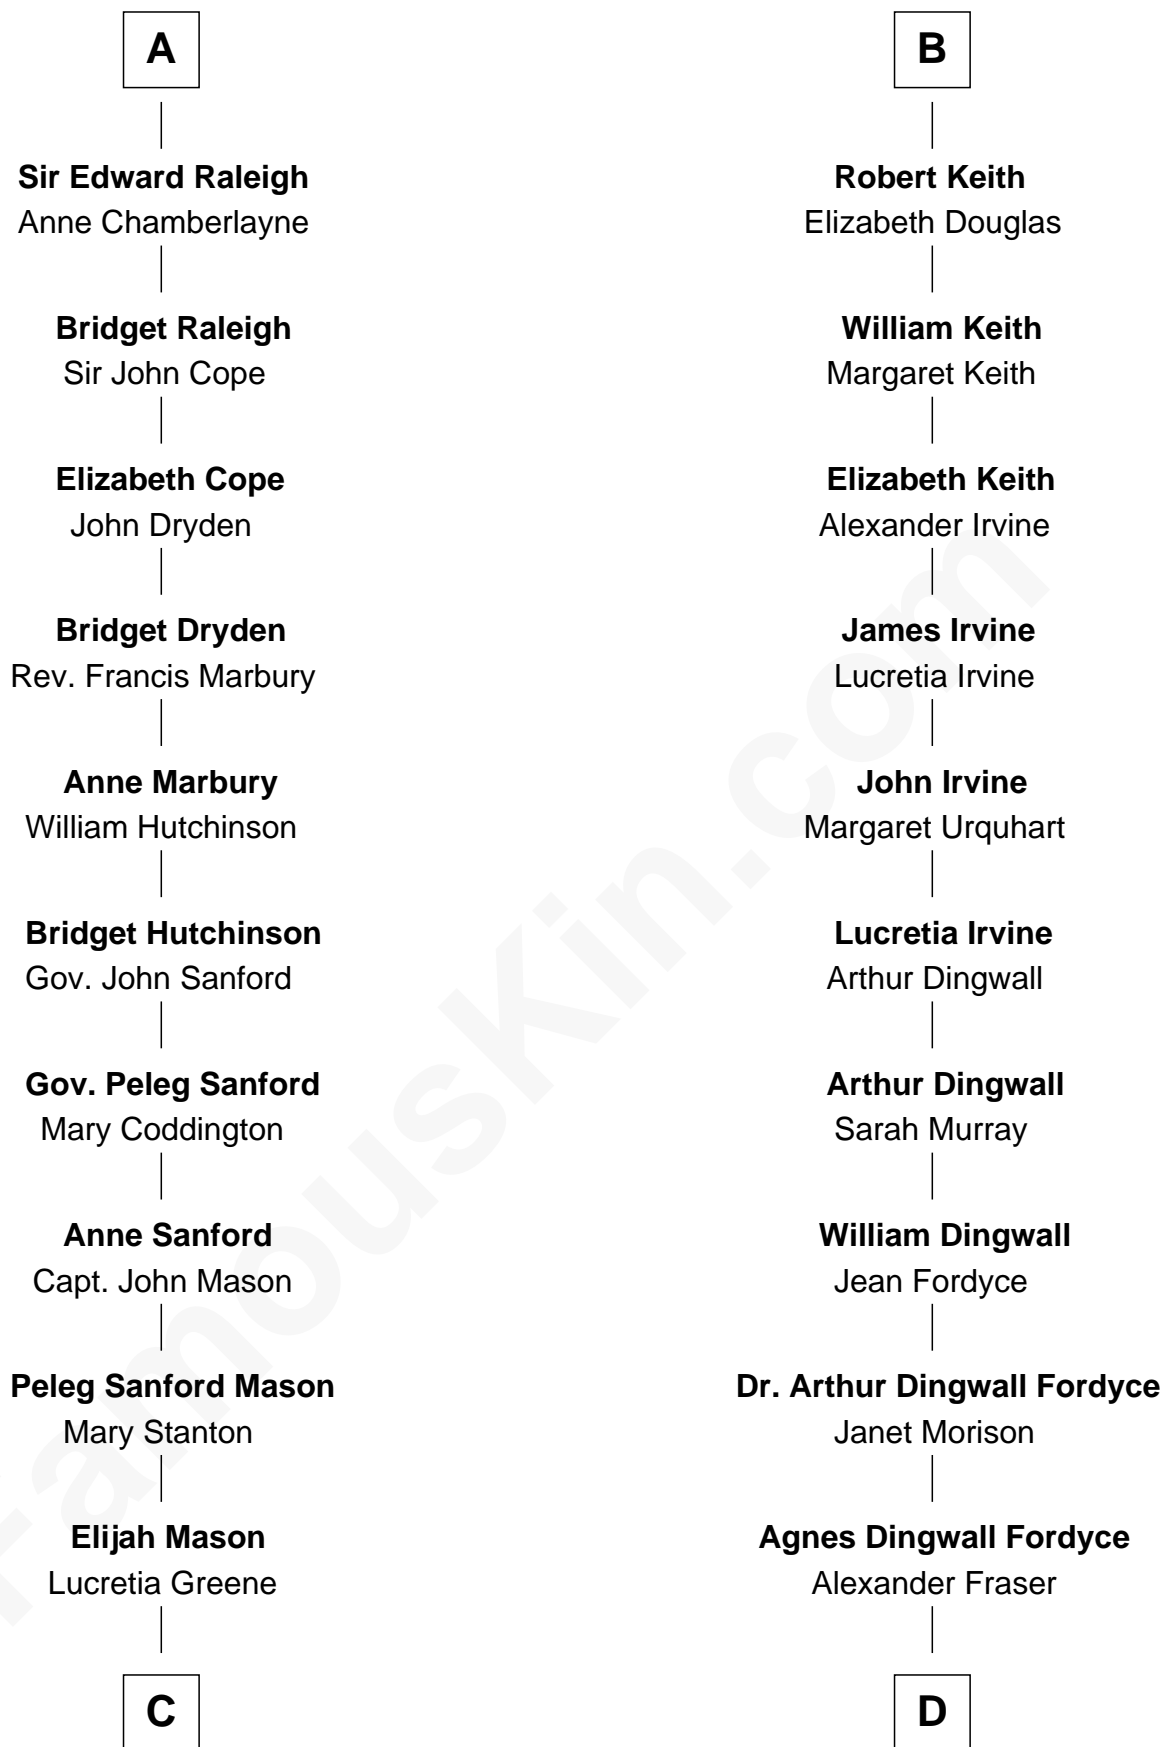 A
Sir Edward Raleigh
Anne Chamberlayne
Bridget Raleigh
Sir John Cope
Elizabeth Cope
John Dryden
Bridget Dryden
Rev. Francis Marbury
Anne Marbury
William Hutchinson
Bridget Hutchinson
Gov. John Sanford
Gov. Peleg Sanford
Mary Coddington
Anne Sanford
Capt. John Mason
Peleg Sanford Mason
Mary Stanton
Elijah Mason
Lucretia Greene
C
B
Robert Keith
Elizabeth Douglas
William Keith
Margaret Keith
Elizabeth Keith
Alexander Irvine
James Irvine
Lucretia Irvine
John Irvine
Margaret Urquhart
Lucretia Irvine
Arthur Dingwall
Arthur Dingwall
Sarah Murray
William Dingwall
Jean Fordyce
Dr. Arthur Dingwall Fordyce
Janet Morison
Agnes Dingwall Fordyce
Alexander Fraser
D
FamousKin.com